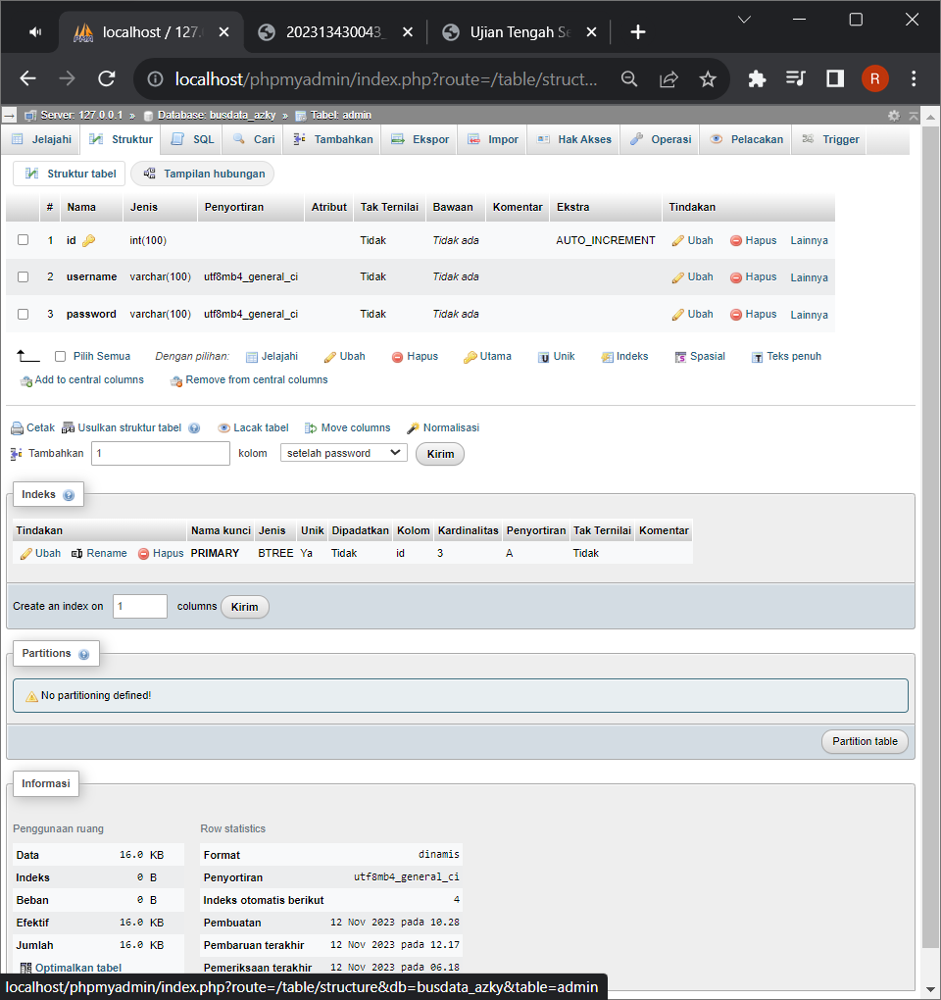 localhost / 127.
202313430043_
Ujian Tengah Se
localhost/phpmyadmin/index.php?route=/table/struct...
R
Server: 127.0.0.1 » Database: busdata_azky » Tabel: admin
Jelajahi Struktur SQL Cari Tambahkan Ekspor Impor Hak Akses Operasi Pelacakan Trigger
Struktur tabel Tampilan hubungan
# Nama Jenis Penyortiran Atribut Tak Ternilai Bawaan Komentar Ekstra Tindakan
1 id int(100) Tidak Tidak ada AUTO_INCREMENT Ubah Hapus Lainnya
2 username varchar(100) utf8mb4_general_ci Tidak Tidak ada Ubah Hapus Lainnya
3 password varchar(100) utf8mb4_general_ci Tidak Tidak ada Ubah Hapus Lainnya
Pilih Semua Dengan pilihan: Jelajahi Ubah Hapus Utama Unik Indeks Spasial Teks penuh
Add to central columns Remove from central columns
Cetak Usulkan struktur tabel Lacak tabel Move columns Normalisasi
Tambahkan 1 kolom setelah password Kirim
Indeks
Tindakan Nama kunci Jenis Unik Dipadatkan Kolom Kardinalitas Penyortiran Tak Ternilai Komentar
Ubah Rename Hapus PRIMARY BTREE Ya Tidak id 3 A Tidak
Create an index on 1 columns Kirim
Partitions
No partitioning defined!
Partition table
Informasi
Penggunaan ruang
Data 16.0 KB
Indeks 0 B
Beban 0 B
Efektif 16.0 KB
Jumlah 16.0 KB
Optimalkan tabel
Row statistics
Format dinamis
Penyortiran utf8mb4_general_ci
Indeks otomatis berikut 4
Pembuatan 12 Nov 2023 pada 10.28
Pembaruan terakhir 12 Nov 2023 pada 12.17
Pemeriksaan terakhir 12 Nov 2023 pada 06.18
localhost/phpmyadmin/index.php?route=/table/structure&db=busdata_azky&table=admin